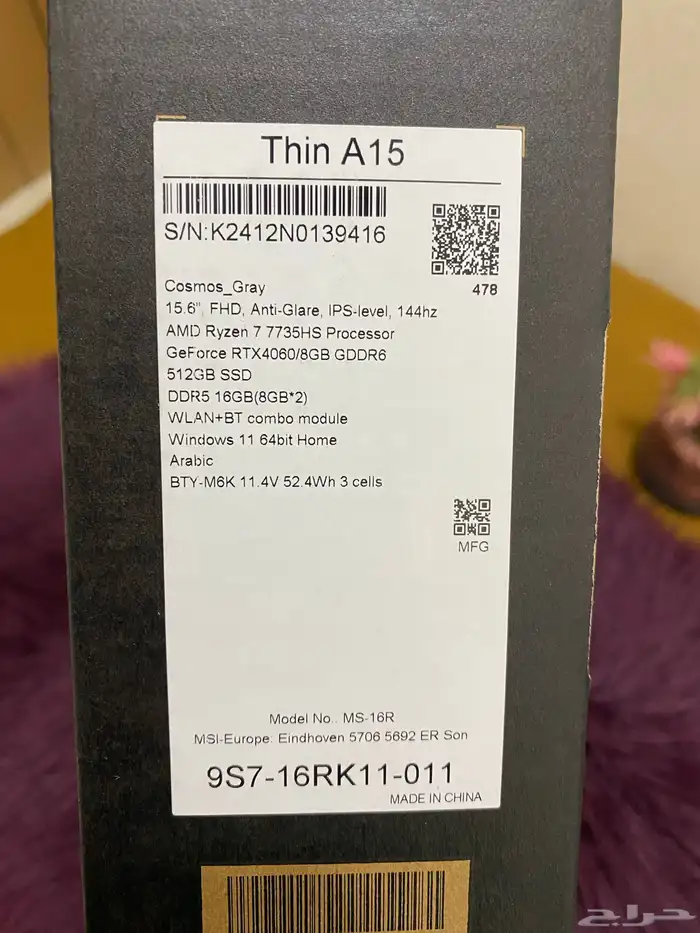 Thin A15
S/N:K2412N0139416
478
Cosmos_Gray
15.6", FHD, Anti-Glare, IPS-level, 144hz
AMD Ryzen 7 7735HS Processor
GeForce RTX4060/8GB GDDR6
512GB SSD
DDR5 16GB(8GB*2)
WLAN+BT combo module
Windows 11 64bit Home
Arabic
BTY-M6K 11.4V 52.4Wh 3 cells
MFG
Model No.. MS-16R
MSI-Europe: Eindhoven 5706 5692 ER Son
9S7-16RK11-011
MADE IN CHINA
حراج